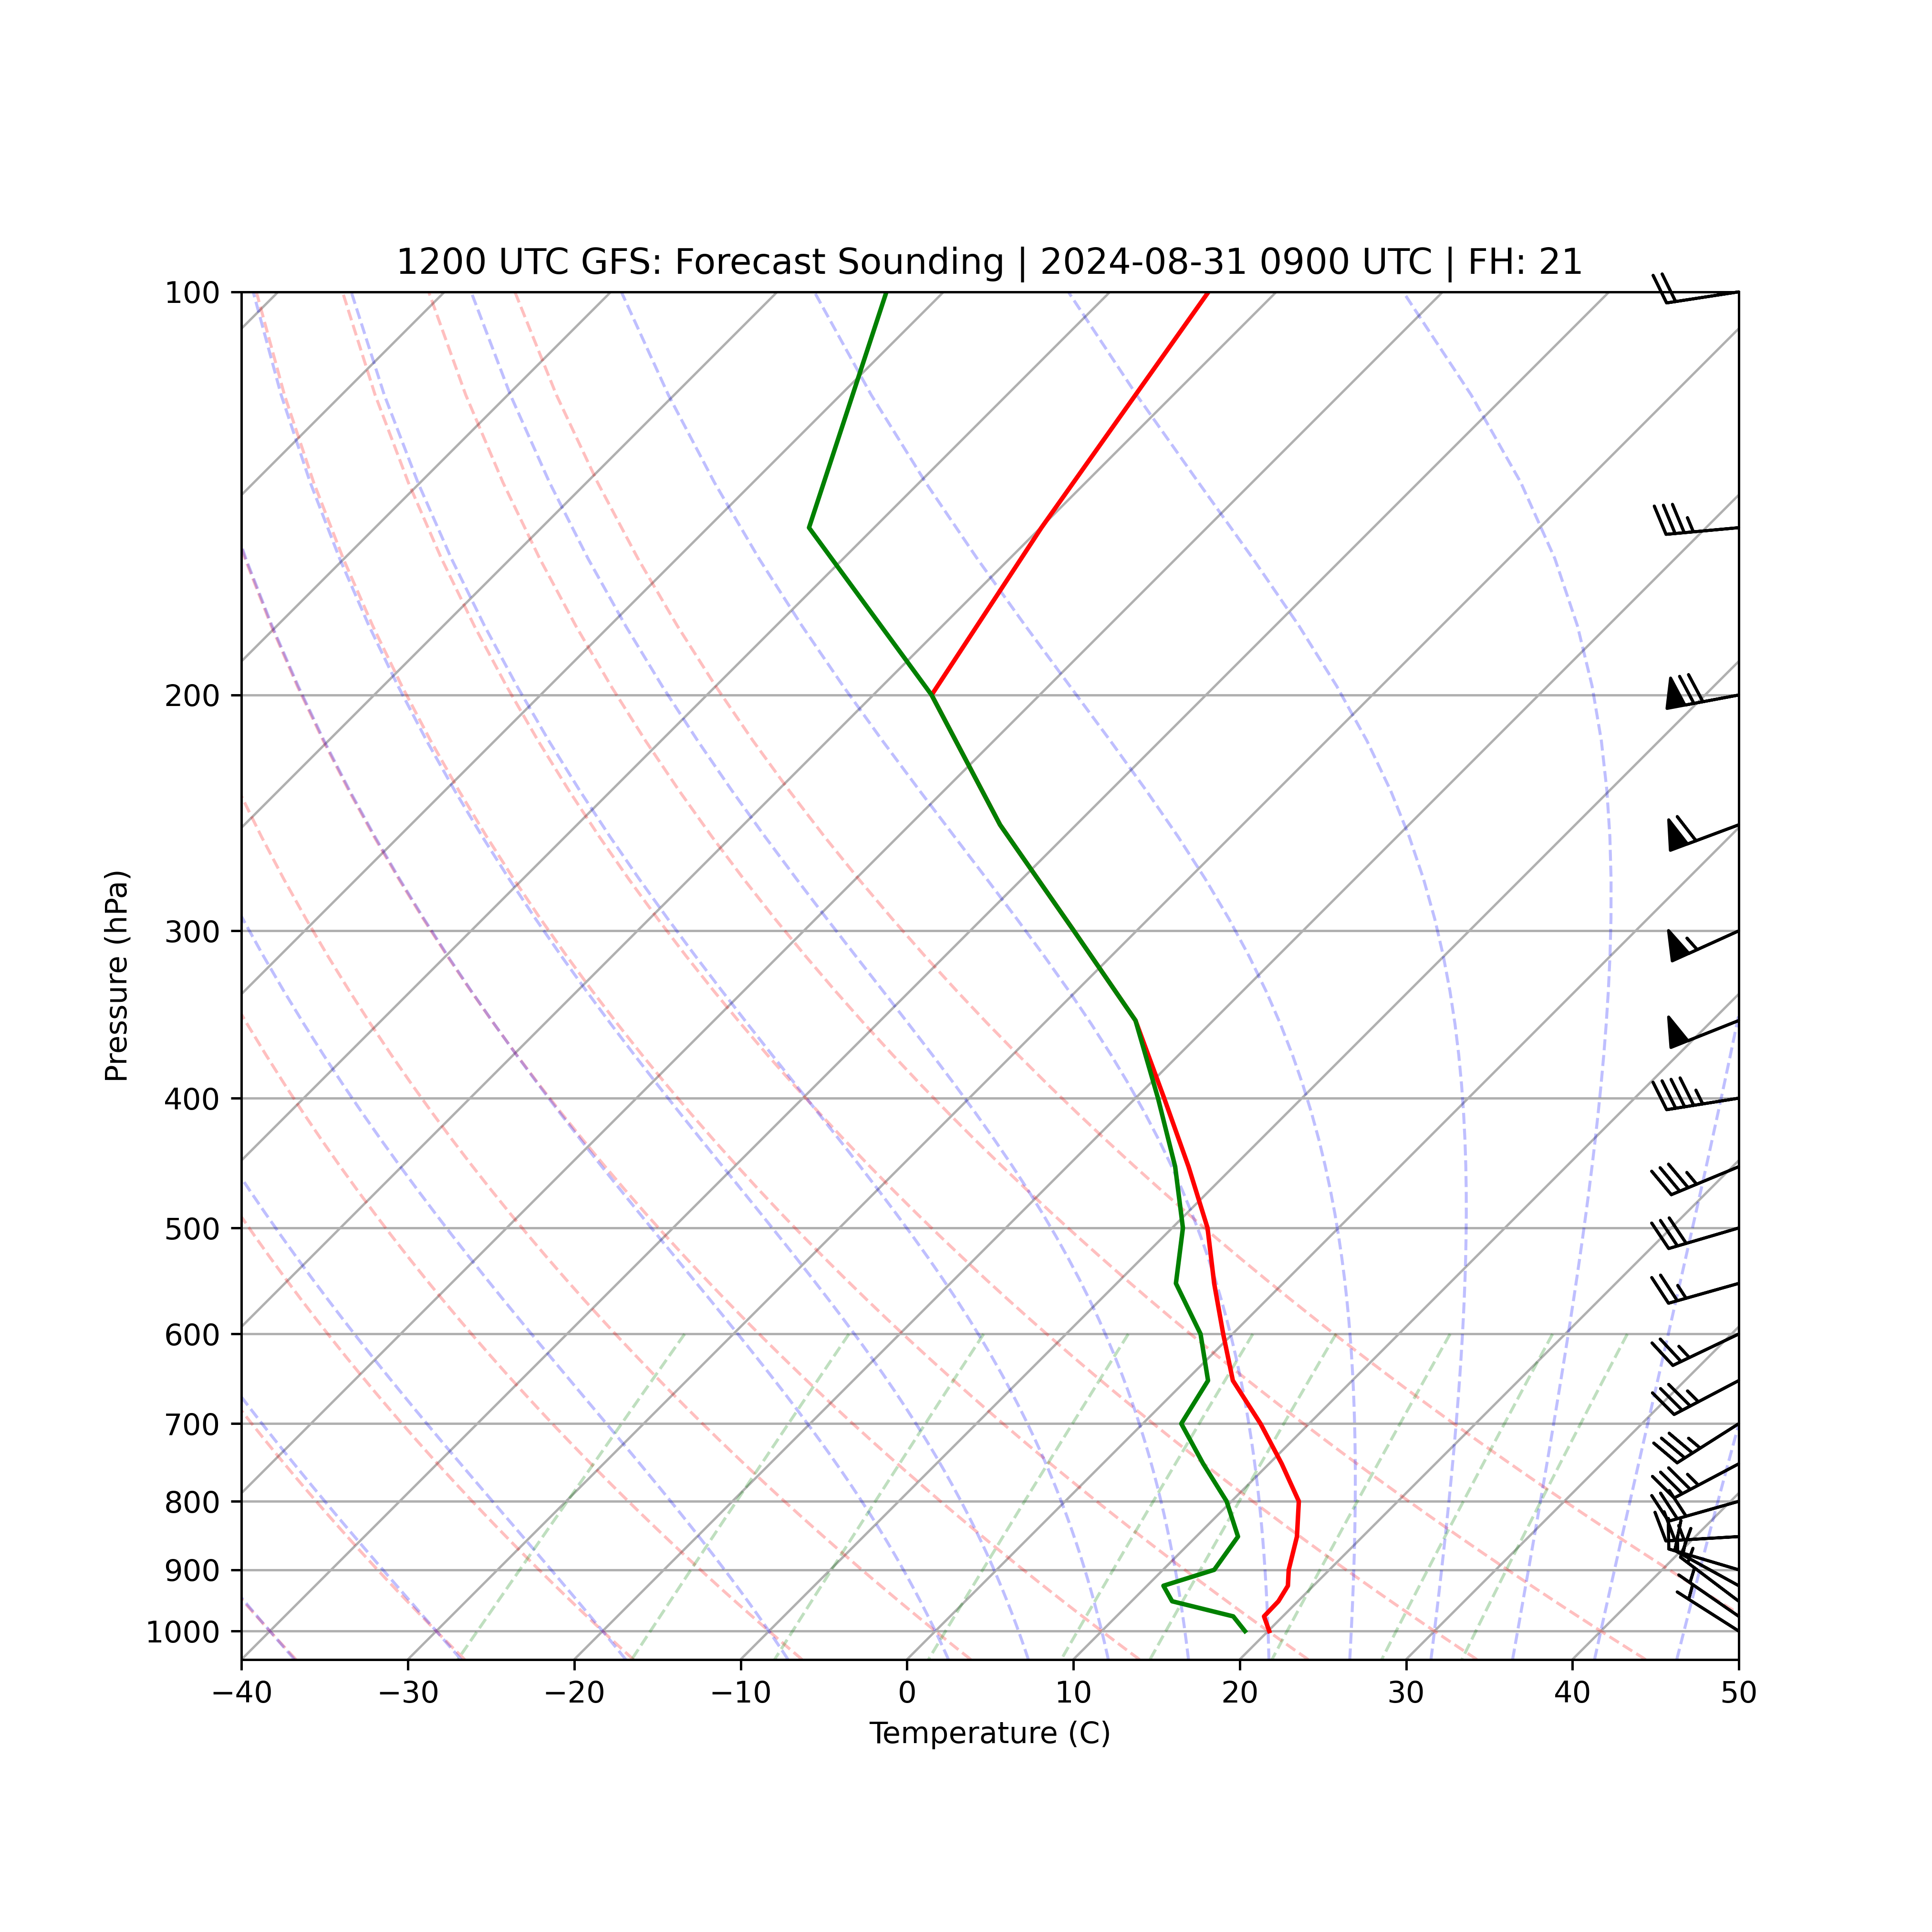 1200 UTC GFS: Forecast Sounding | 2024-08-31 0900 UTC | FH: 21
100
200
300
400
500
600
700
800
900
1000
Pressure (hPa)
−40 −30 −20 −10 0 10 20 30 40 50
Temperature (C)